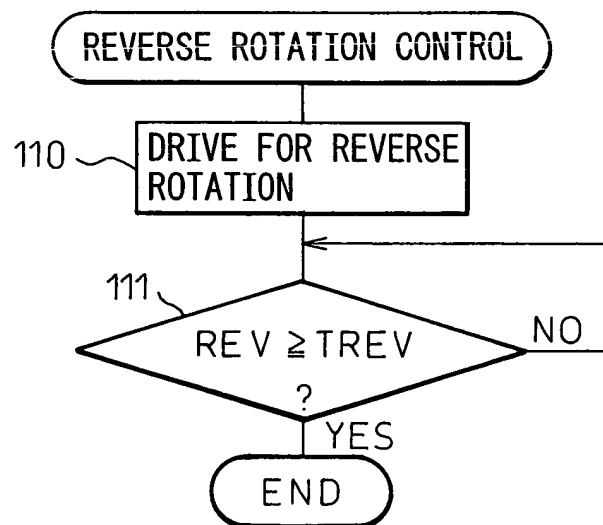 REVERSE ROTATION CONTROL
110
DRIVE FOR REVERSE
ROTATION
111
REV ≧ TREV
?
NO
YES
END